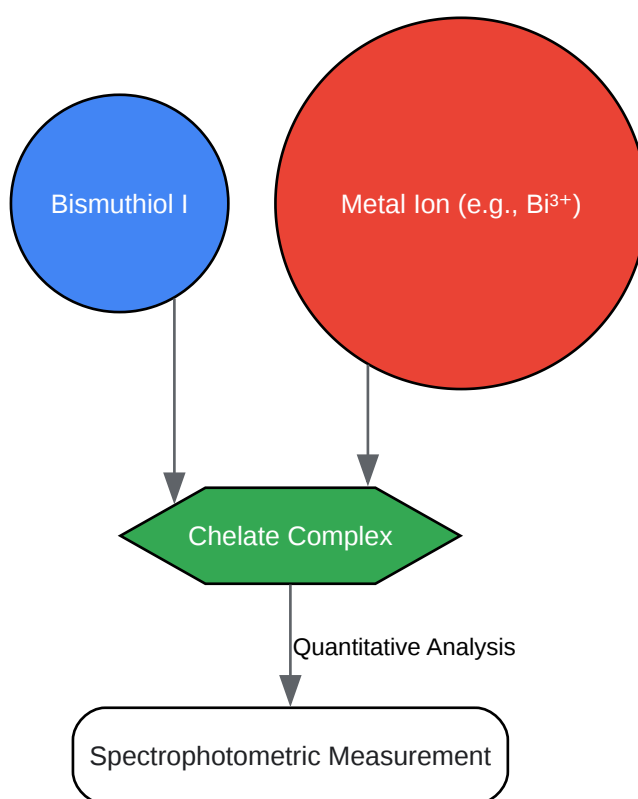 Bismuthiol I
Metal Ion (e.g., Bi³⁺)
Chelate Complex
Quantitative Analysis
Spectrophotometric Measurement